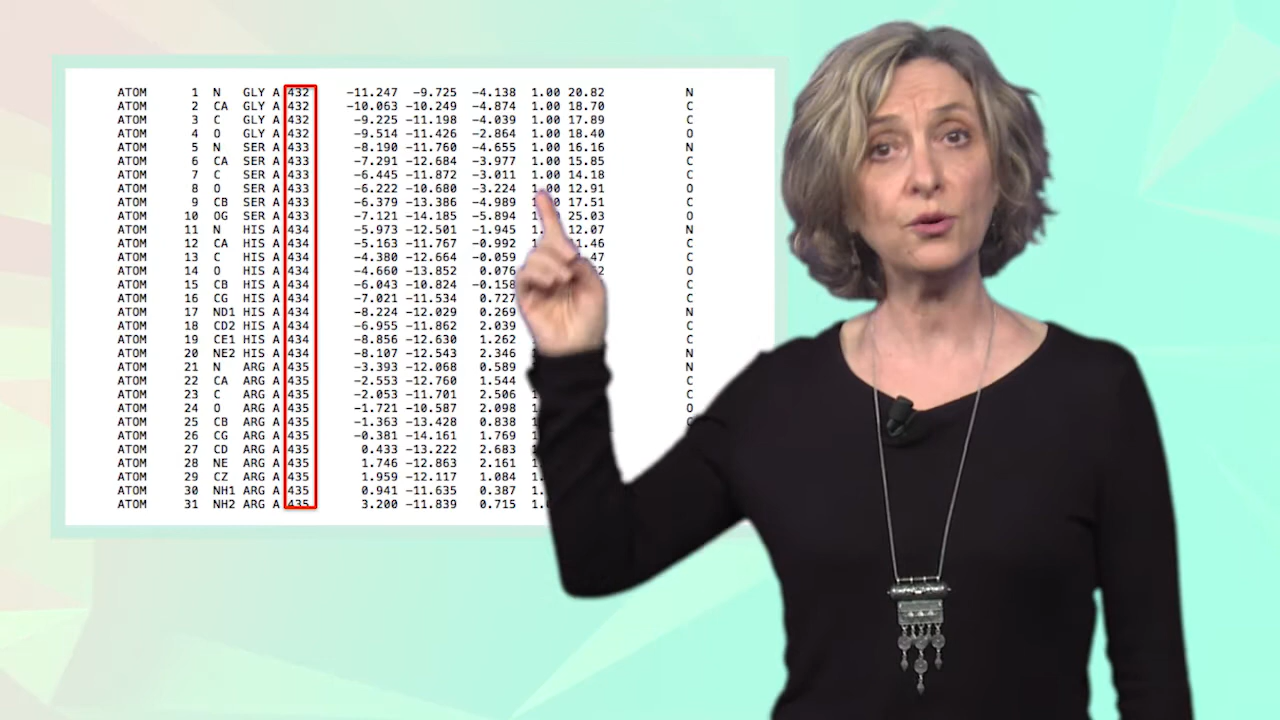 ATOM 1 N GLY A 432 -11.247 -9.725 -4.138 1.00 20.82 N
ATOM 2 CA GLY A 432 -10.063 -10.249 -4.874 1.00 18.70 C
ATOM 3 C GLY A 432 -9.225 -11.198 -4.039 1.00 17.89 C
ATOM 4 O GLY A 432 -9.514 -11.426 -2.864 1.00 18.40 O
ATOM 5 N SER A 433 -8.190 -11.760 -4.655 1.00 16.16 N
ATOM 6 CA SER A 433 -7.291 -12.684 -3.977 1.00 15.85 C
ATOM 7 C SER A 433 -6.445 -11.872 -3.011 1.00 14.18 C
ATOM 8 O SER A 433 -6.222 -10.680 -3.224 1.00 12.91 O
ATOM 9 CB SER A 433 -6.379 -13.386 -4.989 17.51 C
ATOM 10 OG SER A 433 -7.121 -14.185 -5.894 25.03 O
ATOM 11 N HIS A 434 -5.973 -12.501 -1.945 12.07 N
ATOM 12 CA HIS A 434 -5.163 -11.767 -0.992 C
ATOM 13 C HIS A 434 -4.380 -12.664 -0.059 C
ATOM 14 O HIS A 434 -4.660 -13.852 0.076 O
ATOM 15 CB HIS A 434 -6.043 -10.824 -0.158 C
ATOM 16 CG HIS A 434 -7.021 -11.534 0.727 C
ATOM 17 ND1 HIS A 434 -8.224 -12.029 0.269 N
ATOM 18 CD2 HIS A 434 -6.955 -11.862 2.039 C
ATOM 19 CE1 HIS A 434 -8.856 -12.630 1.262 C
ATOM 20 NE2 HIS A 434 -8.107 -12.543 2.346 N
ATOM 21 N ARG A 435 -3.393 -12.068 0.589 N
ATOM 22 CA ARG A 435 -2.553 -12.760 1.544 C
ATOM 23 C ARG A 435 -2.053 -11.701 2.506 C
ATOM 24 O ARG A 435 -1.721 -10.587 2.098 O
ATOM 25 CB ARG A 435 -1.363 -13.428 0.838
ATOM 26 CG ARG A 435 -0.381 -14.161 1.769
ATOM 27 CD ARG A 435 0.433 -13.222 2.683
ATOM 28 NE ARG A 435 1.746 -12.863 2.161
ATOM 29 CZ ARG A 435 1.959 -12.117 1.084
ATOM 30 NH1 ARG A 435 0.941 -11.635 0.387
ATOM 31 NH2 ARG A 435 3.200 -11.839 0.715